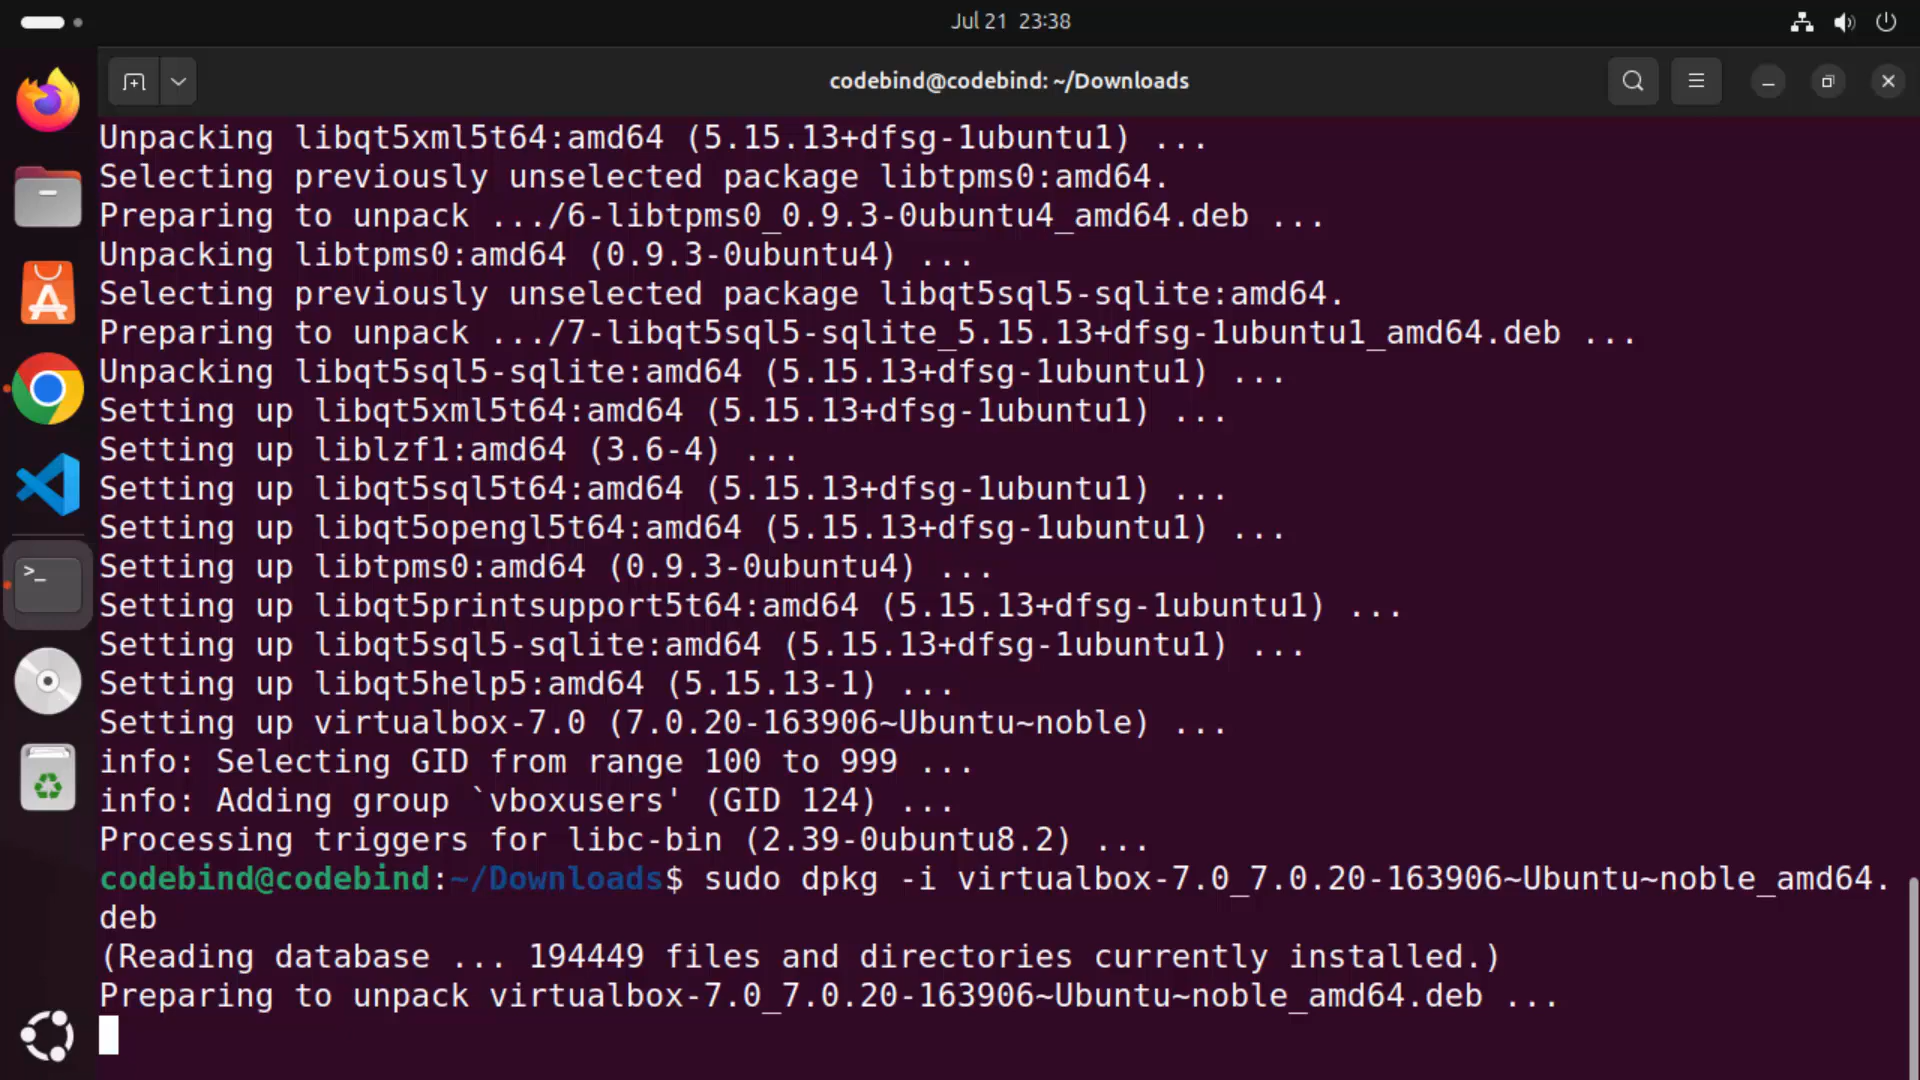 Jul 21 23:38
codebind@codebind: ~/Downloads
Unpacking libqt5xml5t64:amd64 (5.15.13+dfsg-1ubuntu1) ...
Selecting previously unselected package libtpms0:amd64.
Preparing to unpack .../6-libtpms0_0.9.3-0ubuntu4_amd64.deb ...
Unpacking libtpms0:amd64 (0.9.3-0ubuntu4) ...
Selecting previously unselected package libqt5sql5-sqlite:amd64.
Preparing to unpack .../7-libqt5sql5-sqlite_5.15.13+dfsg-1ubuntu1_amd64.deb ...
Unpacking libqt5sql5-sqlite:amd64 (5.15.13+dfsg-1ubuntu1) ...
Setting up libqt5xml5t64:amd64 (5.15.13+dfsg-1ubuntu1) ...
Setting up liblzf1:amd64 (3.6-4) ...
Setting up libqt5sql5t64:amd64 (5.15.13+dfsg-1ubuntu1) ...
Setting up libqt5opengl5t64:amd64 (5.15.13+dfsg-1ubuntu1) ...
Setting up libtpms0:amd64 (0.9.3-0ubuntu4) ...
Setting up libqt5printsupport5t64:amd64 (5.15.13+dfsg-1ubuntu1) ...
Setting up libqt5sql5-sqlite:amd64 (5.15.13+dfsg-1ubuntu1) ...
Setting up libqt5help5:amd64 (5.15.13-1) ...
Setting up virtualbox-7.0 (7.0.20-163906~Ubuntu~noble) ...
info: Selecting GID from range 100 to 999 ...
info: Adding group `vboxusers' (GID 124) ...
Processing triggers for libc-bin (2.39-0ubuntu8.2) ...
codebind@codebind:~/Downloads$ sudo dpkg -i virtualbox-7.0_7.0.20-163906~Ubuntu~noble_amd64.
deb
(Reading database ... 194449 files and directories currently installed.)
Preparing to unpack virtualbox-7.0_7.0.20-163906~Ubuntu~noble_amd64.deb ...